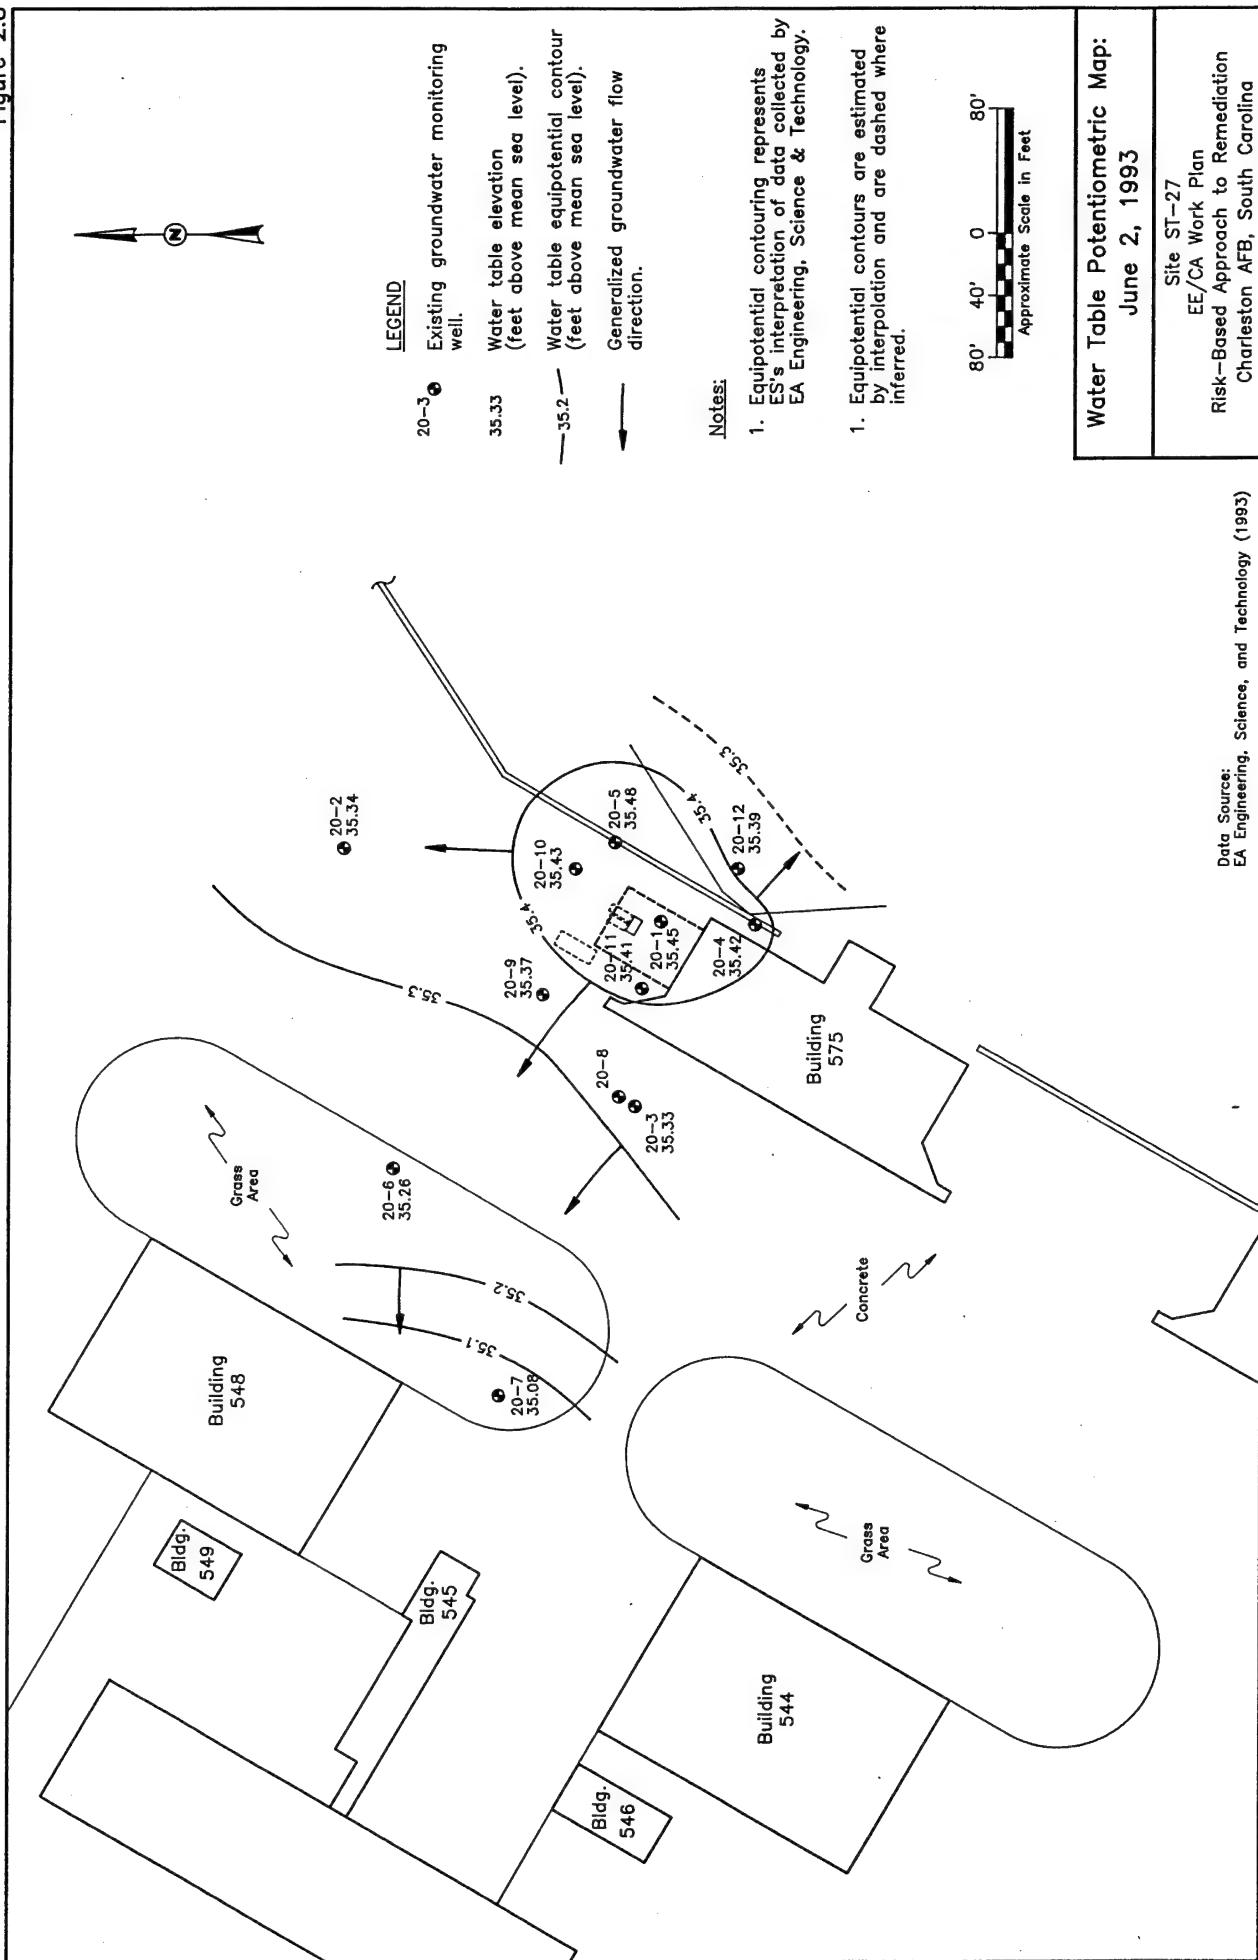 Figure 2.6
N
LEGEND
20-3
Existing groundwater monitoring
well.
35.33
Water table elevation
(feet above mean sea level).
35.2
Water table equipotential contour
(feet above mean sea level).
Generalized groundwater flow
direction.
Notes:
1. Equipotential contouring represents
ES's interpretation of data collected by
EA Engineering, Science & Technology.
1. Equipotential contours are estimated
by interpolation and are dashed where
inferred.
80' 40' 0 80'
Approximate Scale in Feet
Water Table Potentiometric Map:
June 2, 1993
Site ST-27
EE/CA Work Plan
Risk-Based Approach to Remediation
Charleston AFB, South Carolina
Data Source:
EA Engineering, Science, and Technology (1993)
20-2
35.34
20-10
35.43
20-5
35.48
35.4
35.4
35.3
20-12
35.39
20-9
35.37
20-11
35.41
20-1
35.45
20-4
35.42
35.3
20-8
20-3
35.33
Building
575
Grass
Area
20-6
35.26
35.2
35.1
20-7
35.08
Concrete
Building
548
Bldg.
549
Bldg.
545
Grass
Area
Building
544
Bldg.
546